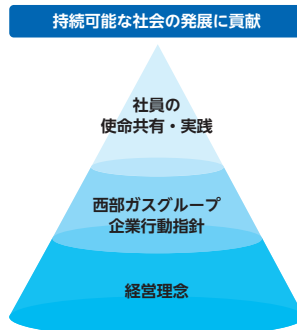 持続可能な社会の発展に貢献
社員の
使命共有・実践
西部ガスグループ
企業行動指針
経営理念